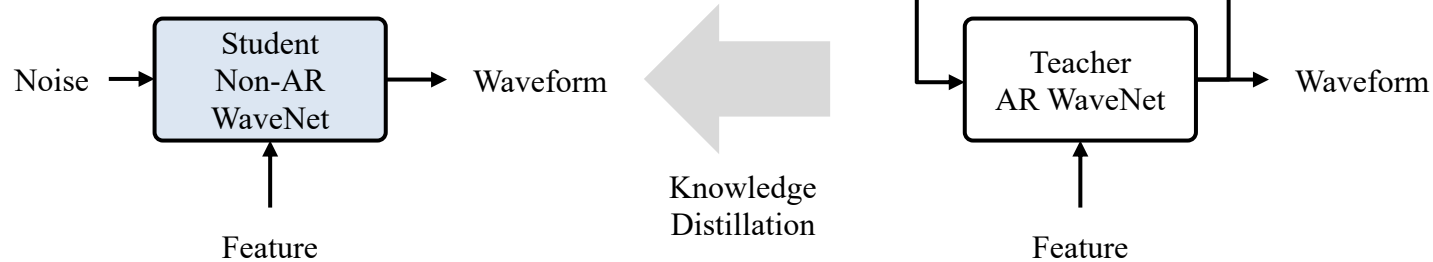 Noise
Student
Non-AR
WaveNet
Waveform
Feature
Knowledge
Distillation
Teacher
AR WaveNet
Waveform
Feature